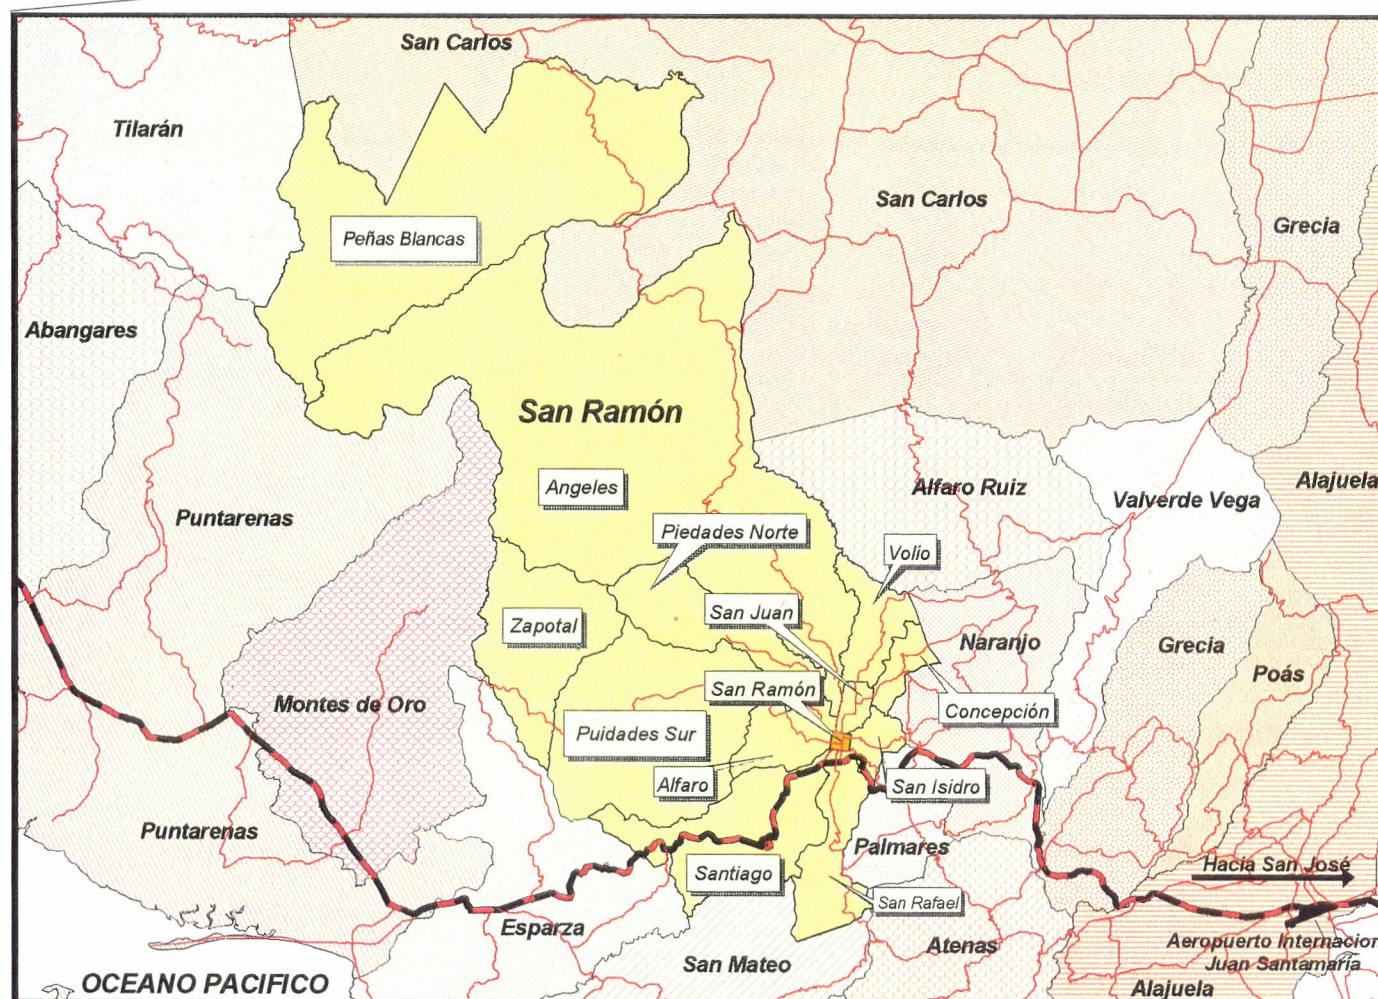 San Carlos
Tilarán
San Carlos
Grecia
Peñas Blancas
Abangares
San Ramón
Angeles
Alfaro Ruiz
Valverde Vega
Alajuela
Puntarenas
Piedades Norte
Volio
Zapotal
San Juan
Naranjo
Grecia
Poás
San Ramón
Montes de Oro
Concepción
Puidades Sur
Alfaro
San Isidro
Puntarenas
Palmares
Santiago
Hacia San José
San Rafael
Esparza
Atenas
Aeropuerto Internacion
Juan Santamaría
San Mateo
OCEANO PACIFICO
Alajuela